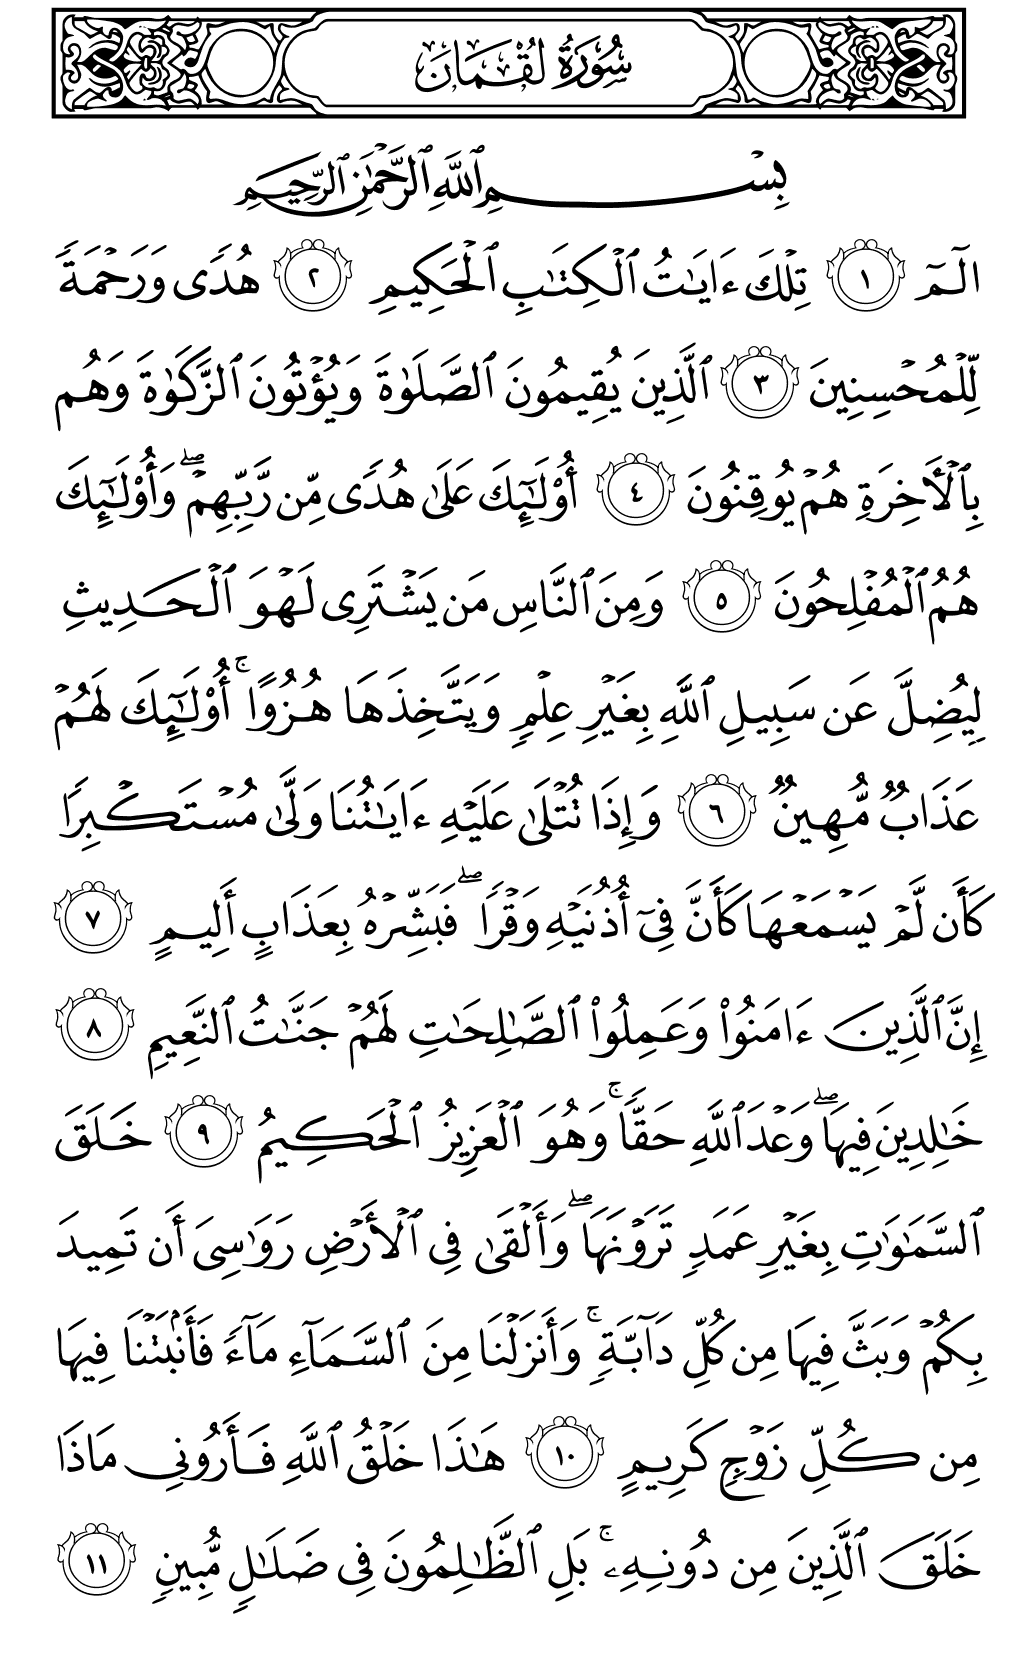 سُورَةُ لُقۡمَانَ
بِسۡمِ ٱللَّهِ ٱلرَّحۡمَٰنِ ٱلرَّحِيمِ
الٓمٓ ١ تِلۡكَ ءَايَٰتُ ٱلۡكِتَٰبِ ٱلۡحَكِيمِ ٢ هُدٗى وَرَحۡمَةٗ
لِّلۡمُحۡسِنِينَ ٣ ٱلَّذِينَ يُقِيمُونَ ٱلصَّلَوٰةَ وَيُؤۡتُونَ ٱلزَّكَوٰةَ وَهُم
بِٱلۡأٓخِرَةِ هُمۡ يُوقِنُونَ ٤ أُوْلَٰٓئِكَ عَلَىٰ هُدٗى مِّن رَّبِّهِمۡۖ وَأُوْلَٰٓئِكَ
هُمُ ٱلۡمُفۡلِحُونَ ٥ وَمِنَ ٱلنَّاسِ مَن يَشۡتَرِي لَهۡوَ ٱلۡحَدِيثِ
لِيُضِلَّ عَن سَبِيلِ ٱللَّهِ بِغَيۡرِ عِلۡمٖ وَيَتَّخِذَهَا هُزُوًاۚ أُوْلَٰٓئِكَ لَهُمۡ
عَذَابٞ مُّهِينٞ ٦ وَإِذَا تُتۡلَىٰ عَلَيۡهِ ءَايَٰتُنَا وَلَّىٰ مُسۡتَكۡبِرٗا
كَأَن لَّمۡ يَسۡمَعۡهَا كَأَنَّ فِيٓ أُذُنَيۡهِ وَقۡرٗاۖ فَبَشِّرۡهُ بِعَذَابٍ أَلِيمٍ ٧
إِنَّ ٱلَّذِينَ ءَامَنُواْ وَعَمِلُواْ ٱلصَّٰلِحَٰتِ لَهُمۡ جَنَّٰتُ ٱلنَّعِيمِ ٨
خَٰلِدِينَ فِيهَاۖ وَعۡدَ ٱللَّهِ حَقّٗاۚ وَهُوَ ٱلۡعَزِيزُ ٱلۡحَكِيمُ ٩ خَلَقَ
ٱلسَّمَٰوَٰتِ بِغَيۡرِ عَمَدٖ تَرَوۡنَهَاۖ وَأَلۡقَىٰ فِي ٱلۡأَرۡضِ رَوَٰسِيَ أَن تَمِيدَ
بِكُمۡ وَبَثَّ فِيهَا مِن كُلِّ دَآبَّةٖۚ وَأَنزَلۡنَا مِنَ ٱلسَّمَآءِ مَآءٗ فَأَنۢبَتۡنَا فِيهَا
مِن كُلِّ زَوۡجٖ كَرِيمٍ ١٠ هَٰذَا خَلۡقُ ٱللَّهِ فَأَرُونِي مَاذَا
خَلَقَ ٱلَّذِينَ مِن دُونِهِۦۚ بَلِ ٱلظَّٰلِمُونَ فِي ضَلَٰلٖ مُّبِينٖ ١١